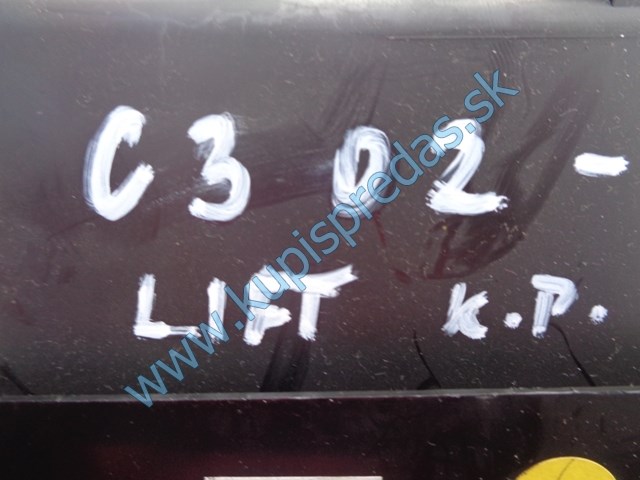 C3 02 -
LIFT K.P.
www.kupispredas.sk